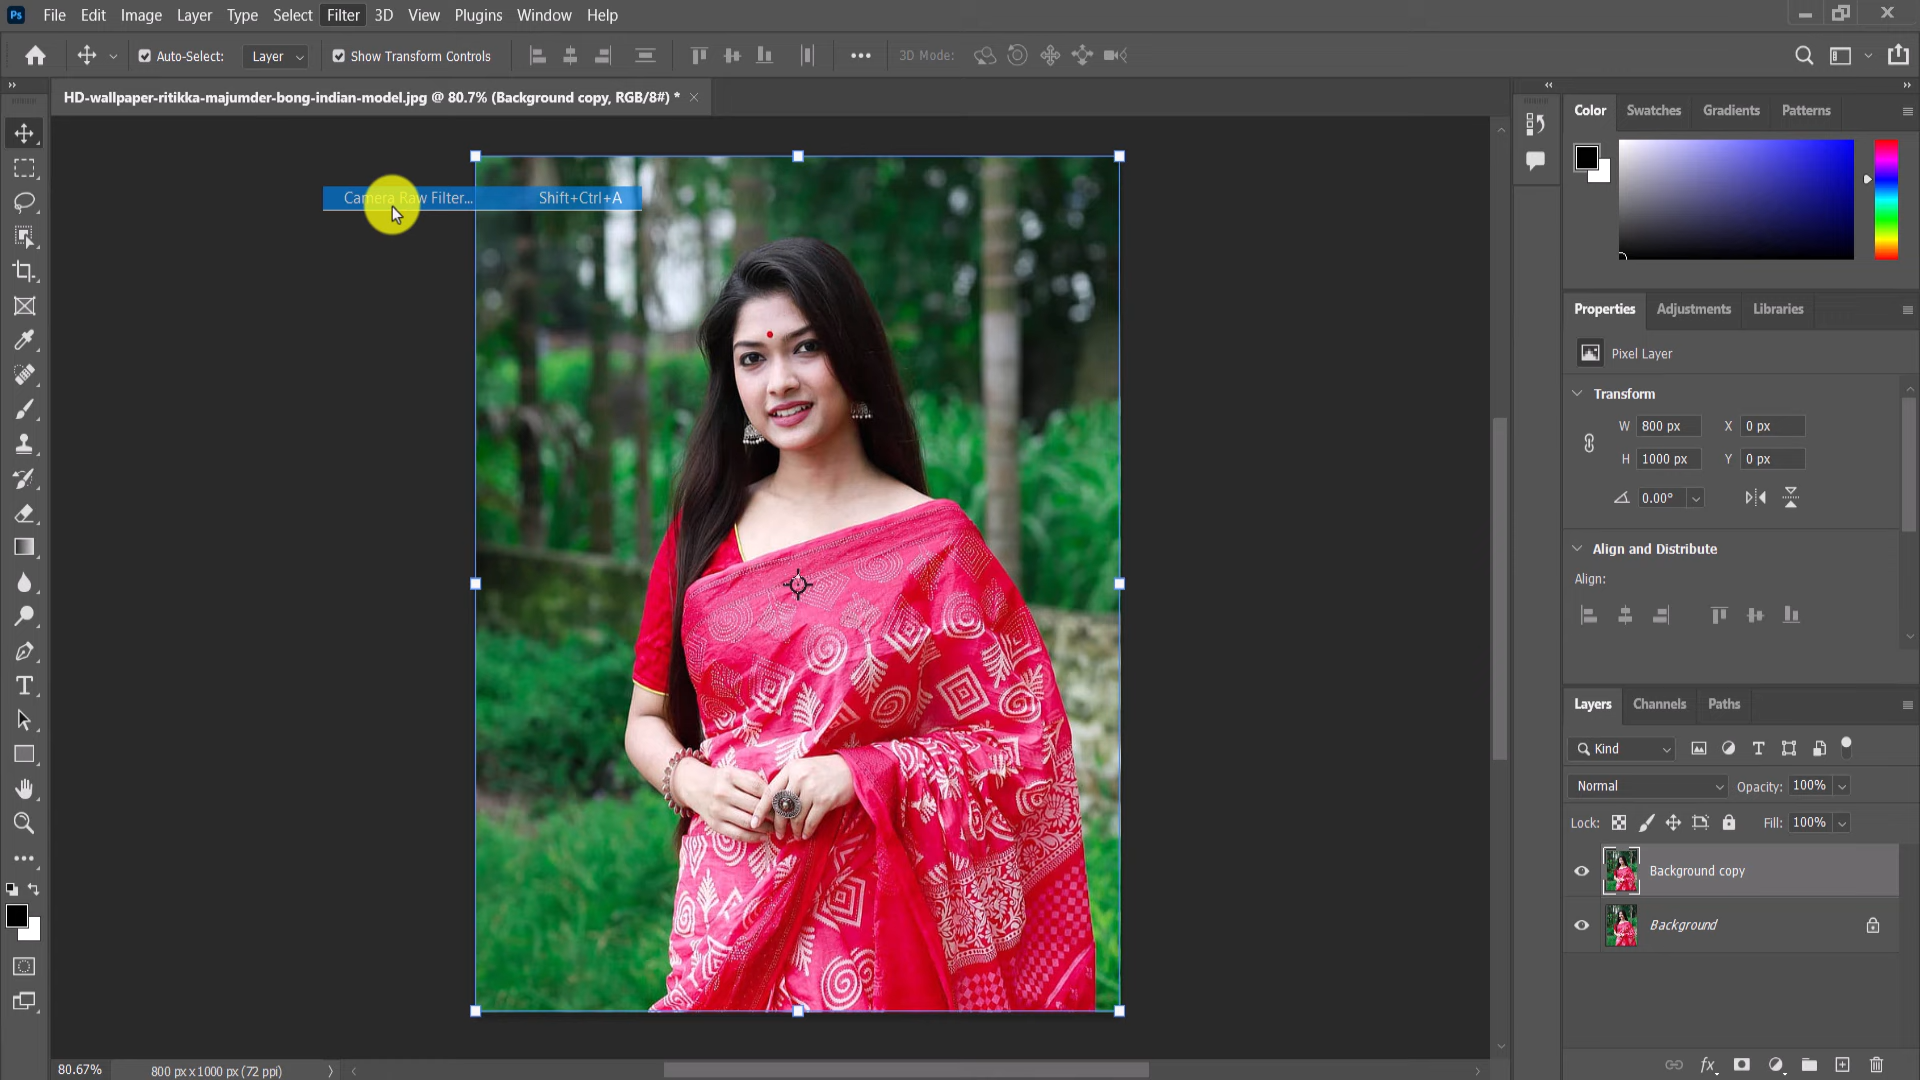 Ps File Edit Image Layer Type Select Filter 3D View Plugins Window Help
Auto-Select: Layer Show Transform Controls 3D Mode:
HD-wallpaper-ritikka-majumder-bong-indian-model.jpg @ 80.7% (Background copy, RGB/8#) *
Camera Raw Filter... Shift+Ctrl+A
Color Swatches Gradients Patterns
Properties Adjustments Libraries
Pixel Layer
Transform
W 800 px X 0 px
H 1000 px Y 0 px
0.00°
Align and Distribute
Align:
Layers Channels Paths
Kind
Normal Opacity: 100%
Lock: Fill: 100%
Background copy
Background
80.67% 800 px x 1000 px (72 ppi)